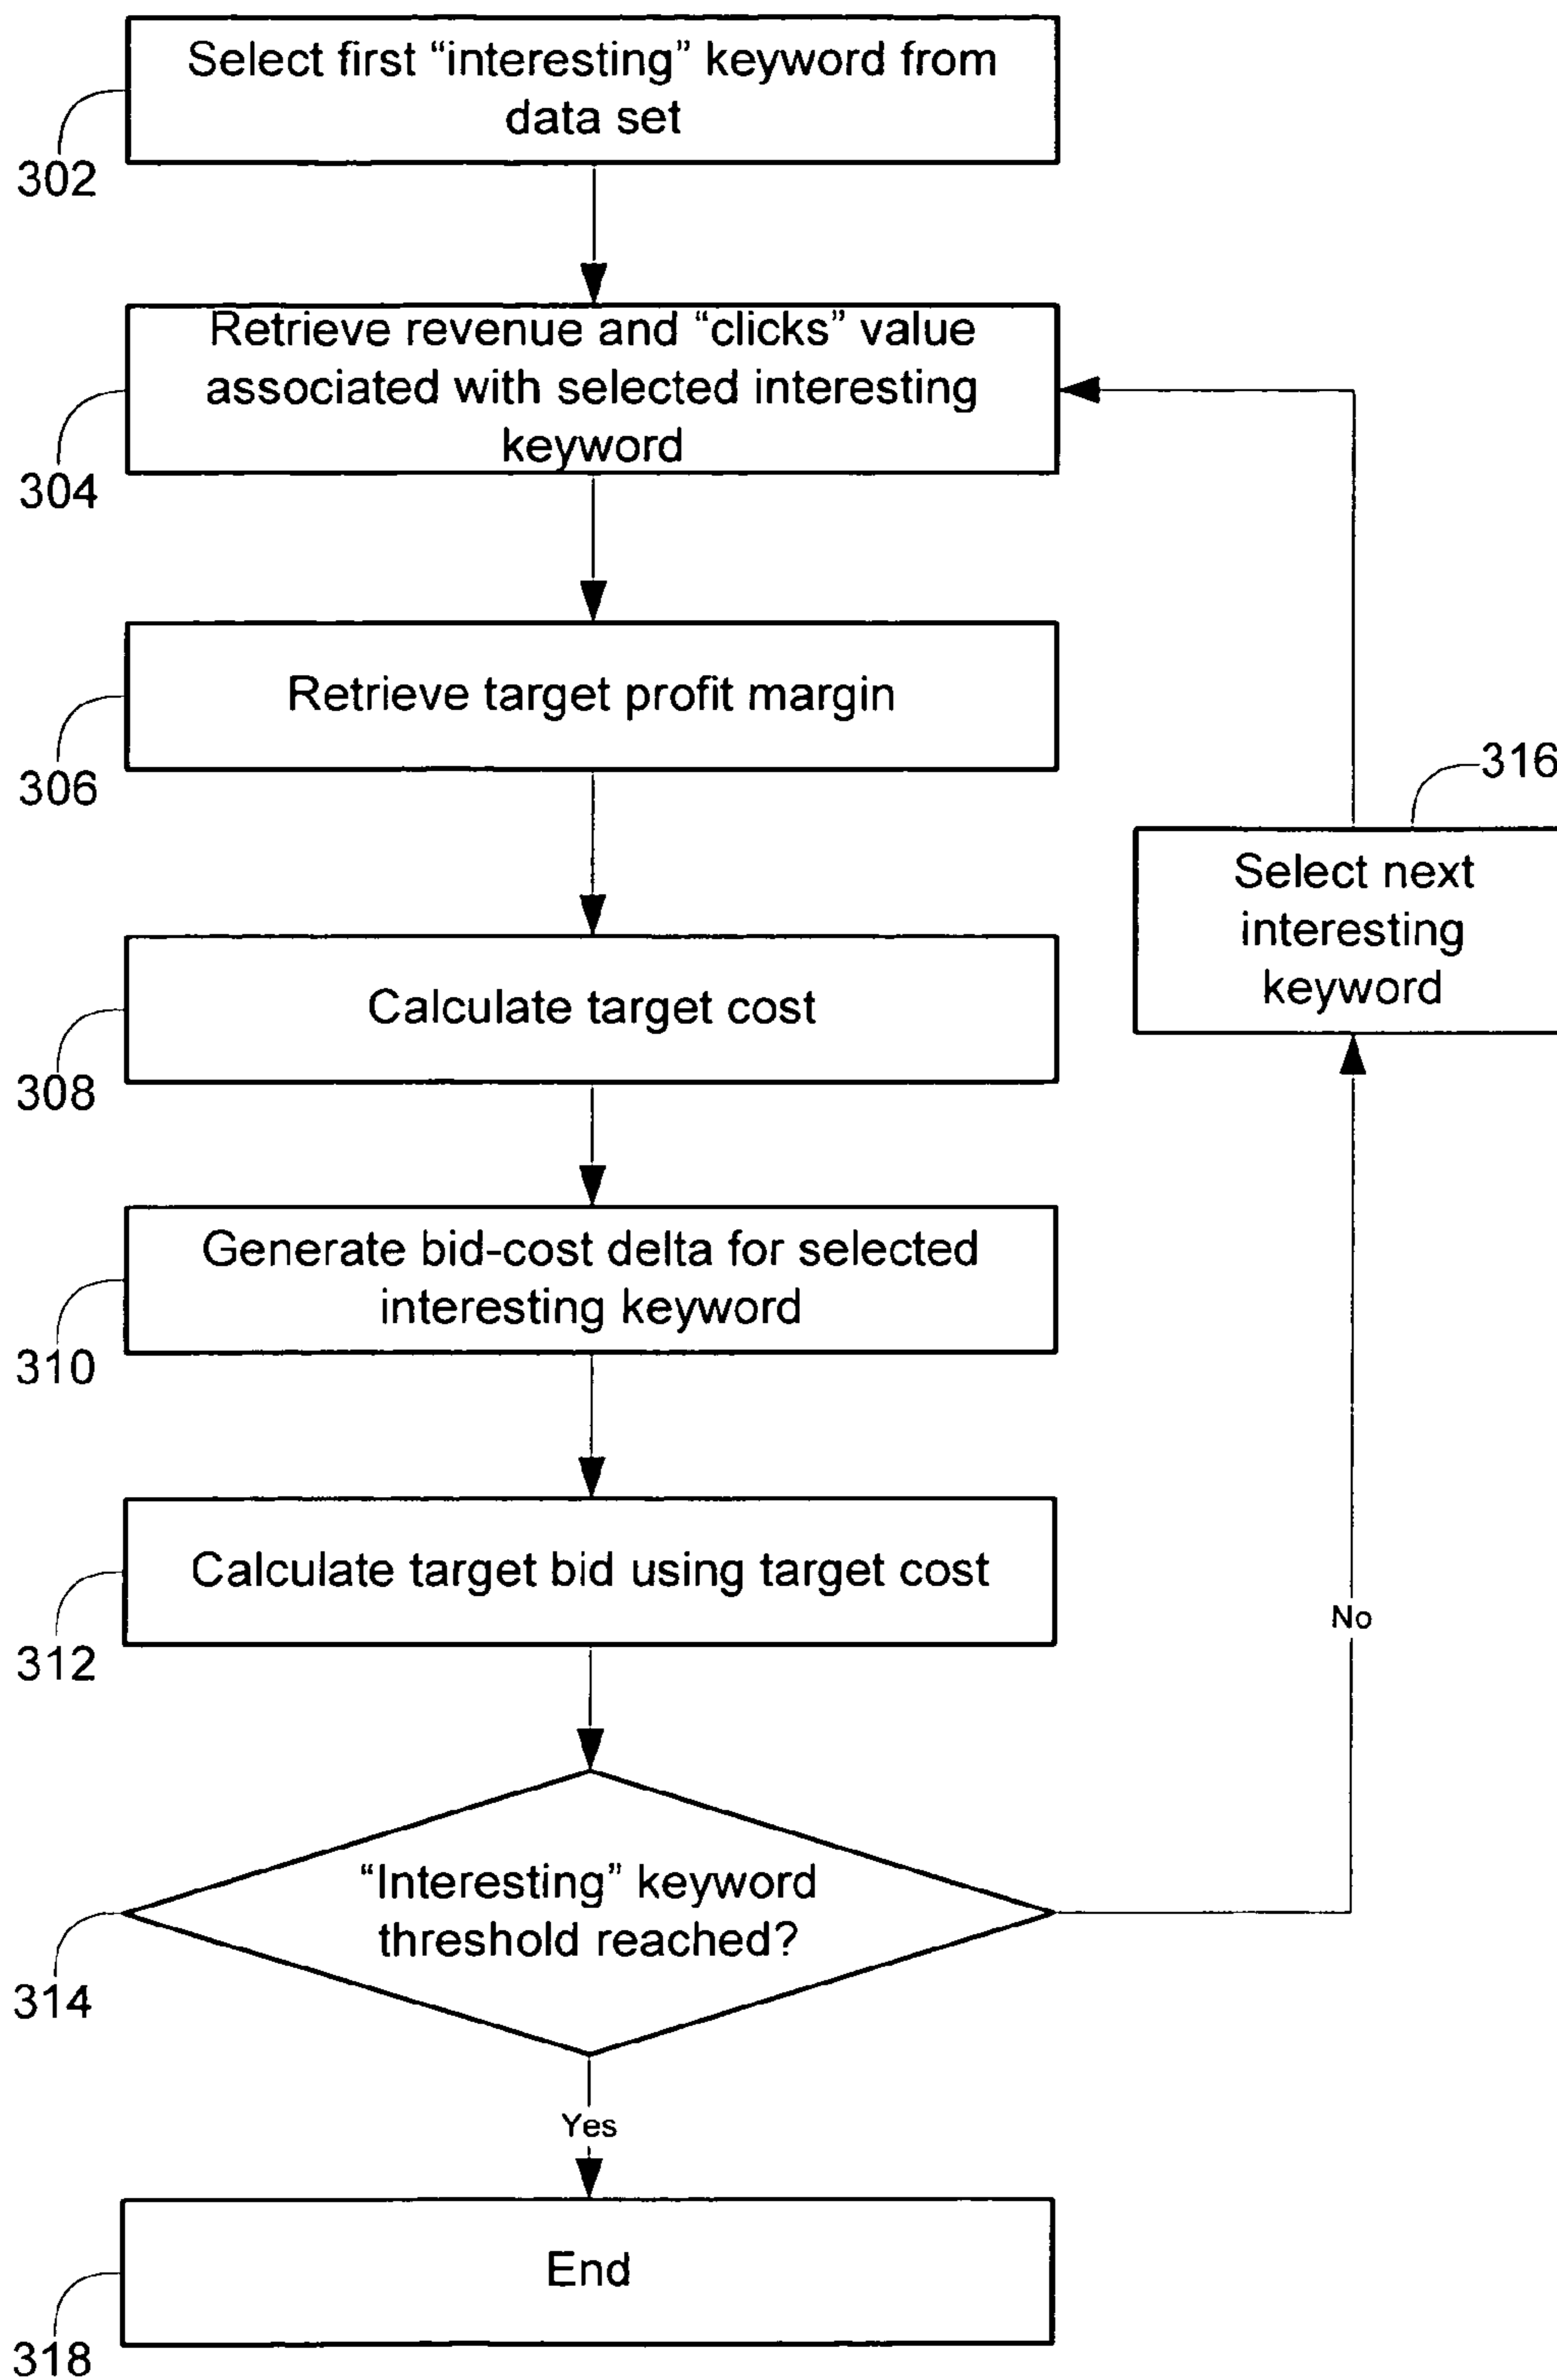 Select first “interesting” keyword from
data set
302
Retrieve revenue and “clicks” value
associated with selected interesting
keyword
304
Retrieve target profit margin
306
316
Select next
interesting
keyword
Calculate target cost
308
Generate bid-cost delta for selected
interesting keyword
310
Calculate target bid using target cost
312
No
“Interesting” keyword
threshold reached?
314
Yes
End
318